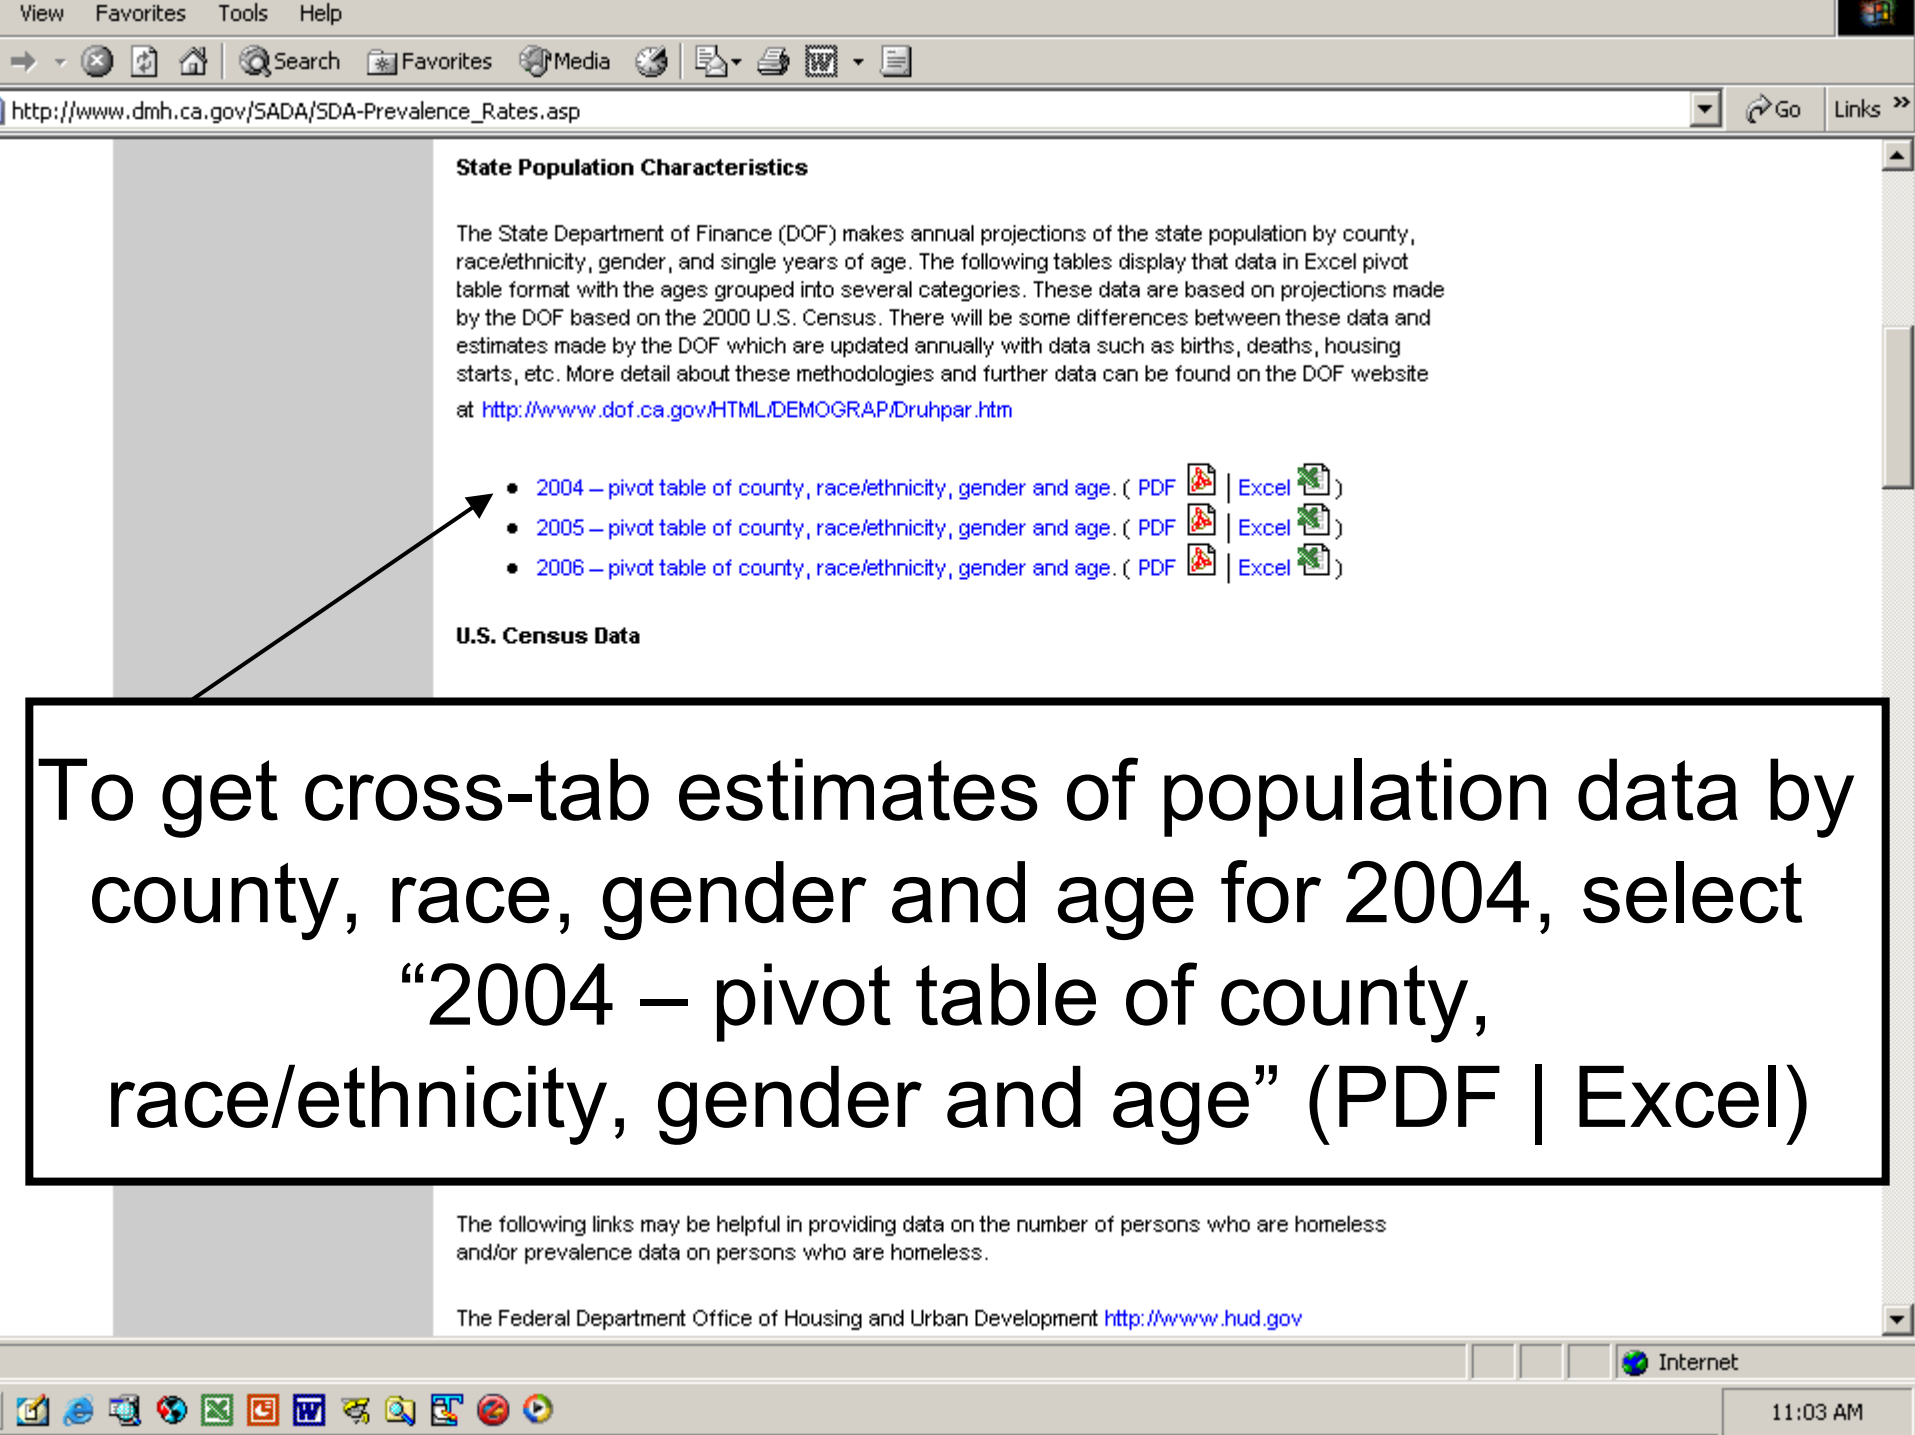 View Favorites Tools Help
Search Favorites Media
http://www.dmh.ca.gov/SADA/SDA-Prevalence_Rates.asp Go Links »
State Population Characteristics
The State Department of Finance (DOF) makes annual projections of the state population by county,
race/ethnicity, gender, and single years of age. The following tables display that data in Excel pivot
table format with the ages grouped into several categories. These data are based on projections made
by the DOF based on the 2000 U.S. Census. There will be some differences between these data and
estimates made by the DOF which are updated annually with data such as births, deaths, housing
starts, etc. More detail about these methodologies and further data can be found on the DOF website
at http://www.dof.ca.gov/HTML/DEMOGRAP/Druhpar.htm
• 2004 – pivot table of county, race/ethnicity, gender and age. ( PDF | Excel )
• 2005 – pivot table of county, race/ethnicity, gender and age. ( PDF | Excel )
• 2006 – pivot table of county, race/ethnicity, gender and age. ( PDF | Excel )
U.S. Census Data
To get cross-tab estimates of population data by
county, race, gender and age for 2004, select
“2004 – pivot table of county,
race/ethnicity, gender and age” (PDF | Excel)
The following links may be helpful in providing data on the number of persons who are homeless
and/or prevalence data on persons who are homeless.
The Federal Department Office of Housing and Urban Development http://www.hud.gov
Internet
11:03 AM